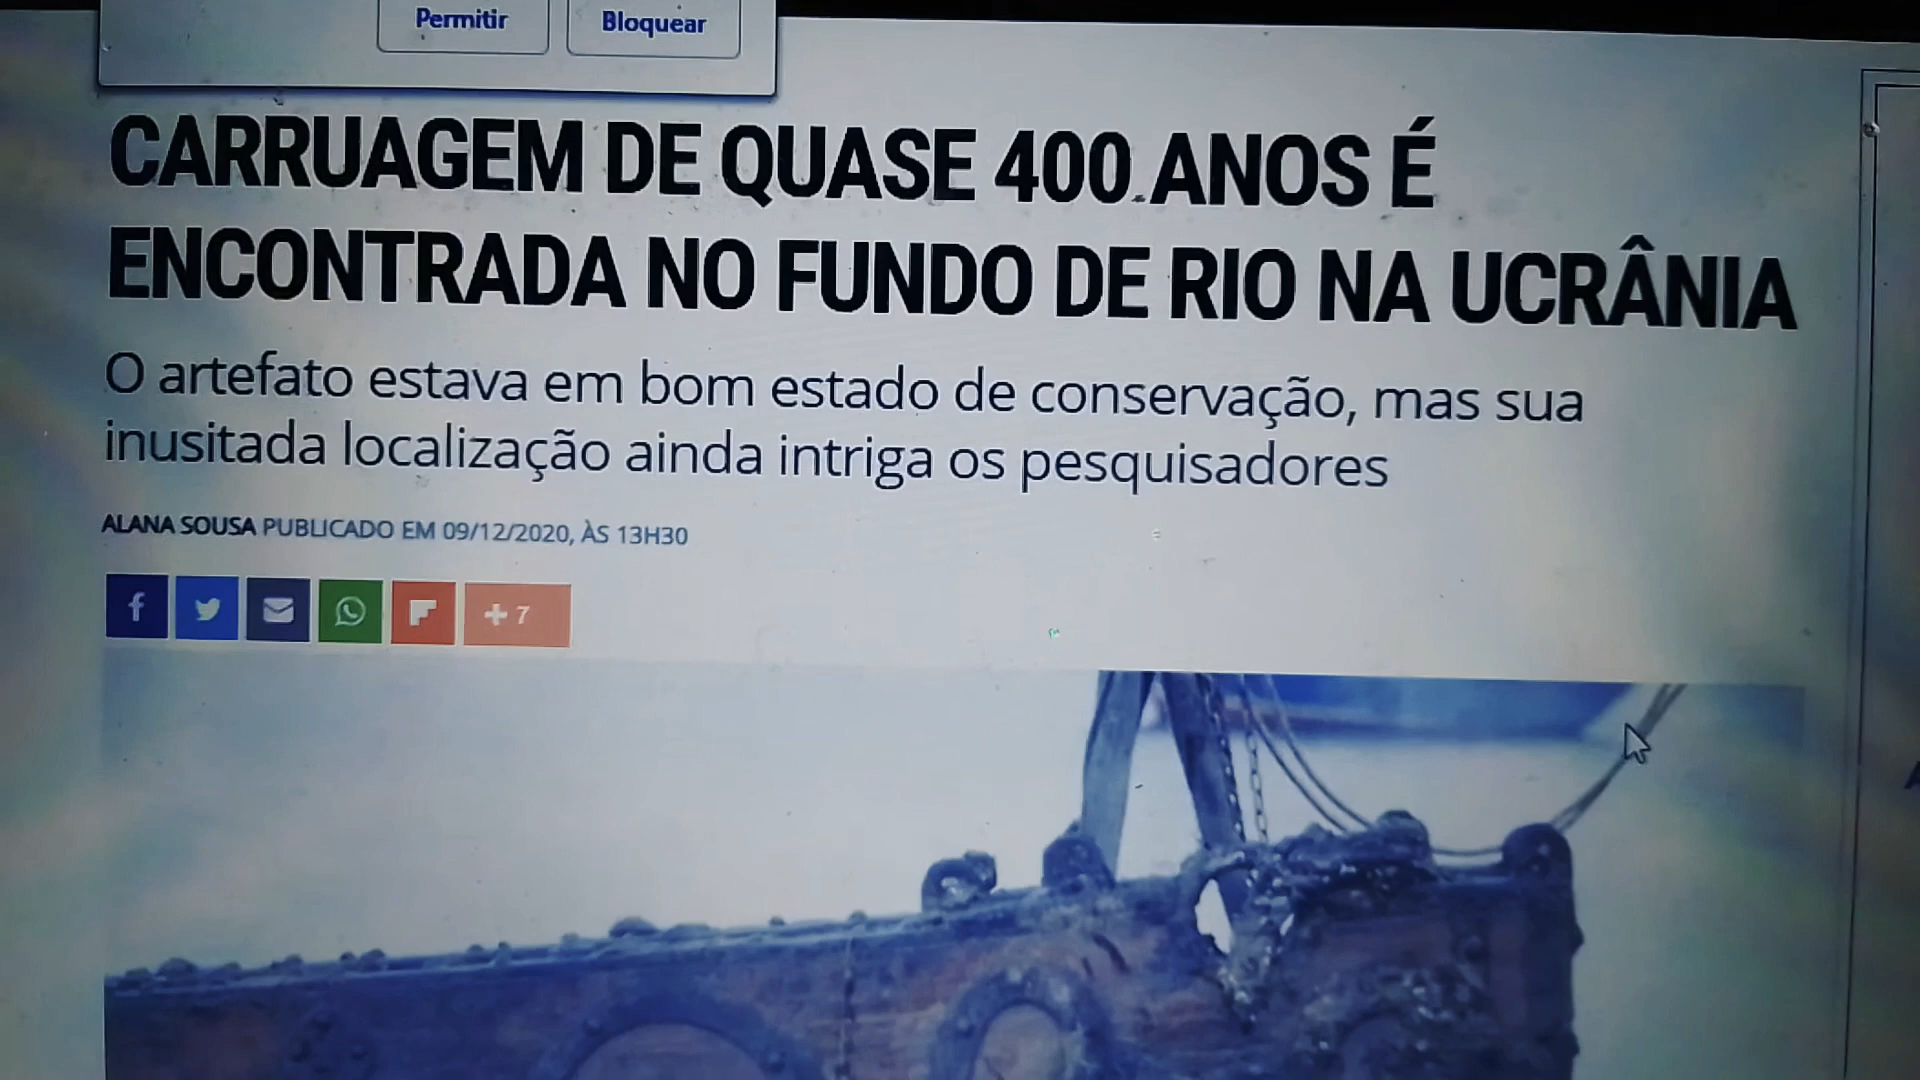 Permitir
Bloquear
CARRUAGEM DE QUASE 400 ANOS É
ENCONTRADA NO FUNDO DE RIO NA UCRÂNIA
O artefato estava em bom estado de conservação, mas sua
inusitada localização ainda intriga os pesquisadores
ALANA SOUSA PUBLICADO EM 09/12/2020, ÀS 13H30
+ 7